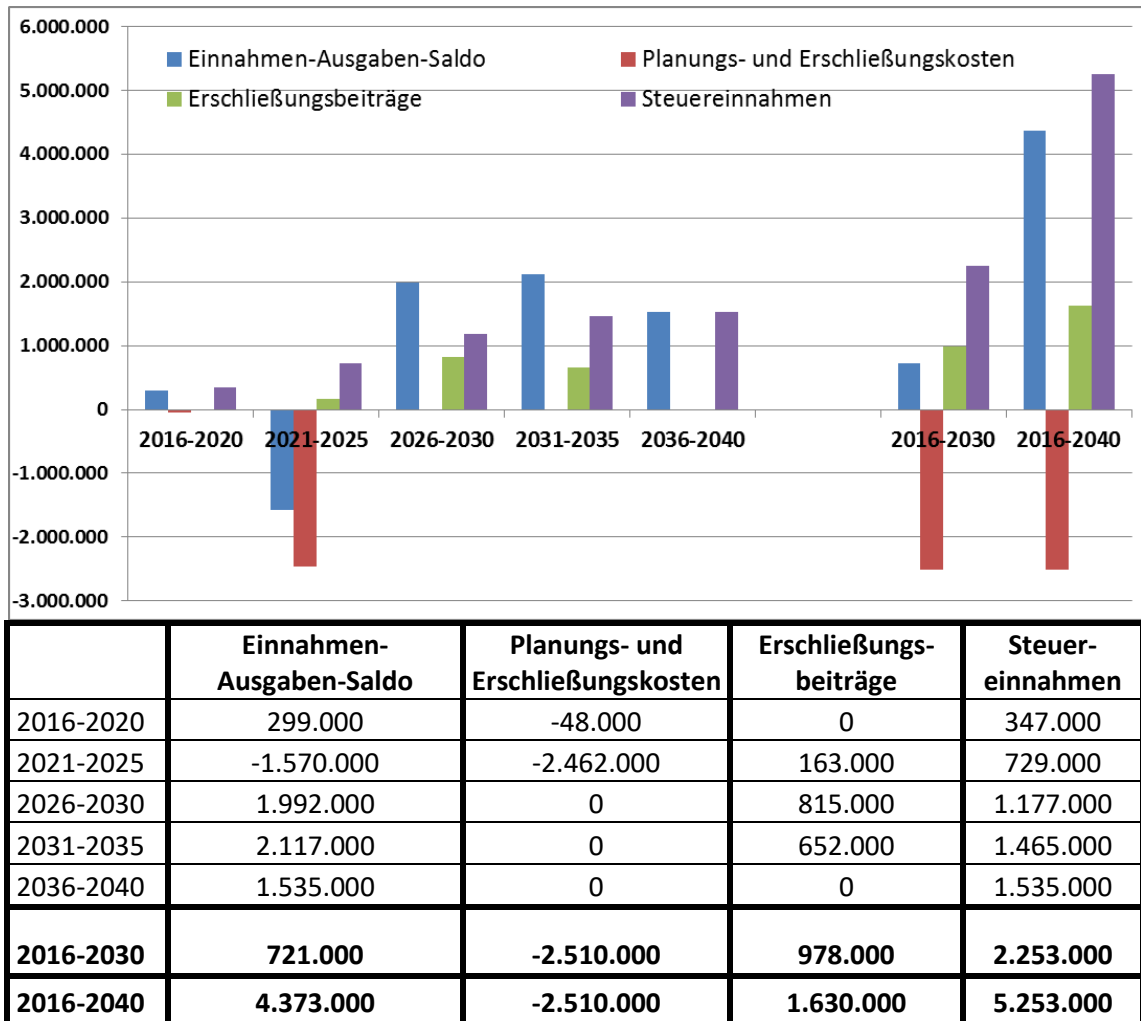 6.000.000
Einnahmen-Ausgaben-Saldo Planungs- und Erschließungskosten
5.000.000
Erschließungsbeiträge Steuereinnahmen
4.000.000
3.000.000
2.000.000
1.000.000
0
2016-2020 2021-2025 2026-2030 2031-2035 2036-2040 2016-2030 2016-2040
-1.000.000
-2.000.000
-3.000.000
Einnahmen- Planungs- und Erschließungs- Steuer-
Ausgaben-Saldo Erschließungskosten beiträge einnahmen
2016-2020 299.000 -48.000 0 347.000
2021-2025 -1.570.000 -2.462.000 163.000 729.000
2026-2030 1.992.000 0 815.000 1.177.000
2031-2035 2.117.000 0 652.000 1.465.000
2036-2040 1.535.000 0 0 1.535.000
2016-2030 721.000 -2.510.000 978.000 2.253.000
2016-2040 4.373.000 -2.510.000 1.630.000 5.253.000